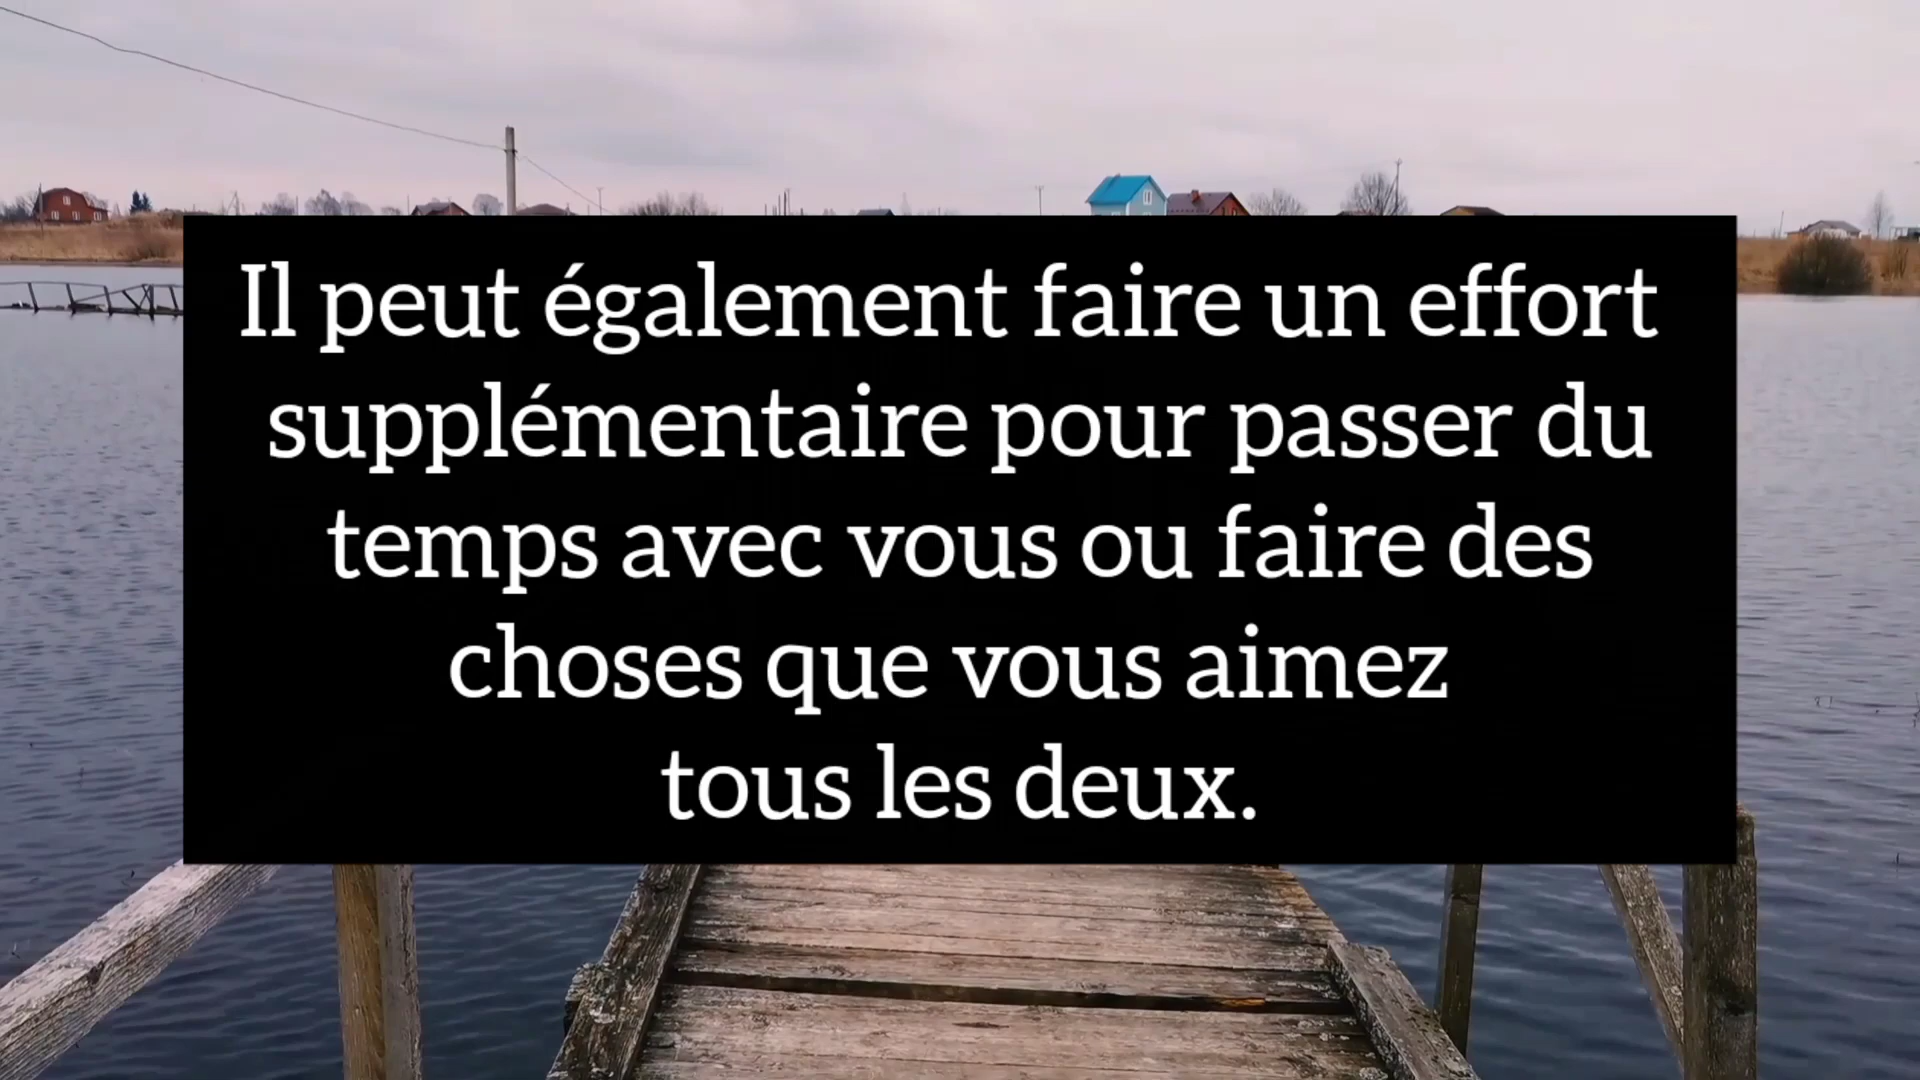 Il peut également faire un effort
supplémentaire pour passer du
temps avec vous ou faire des
choses que vous aimez
tous les deux.